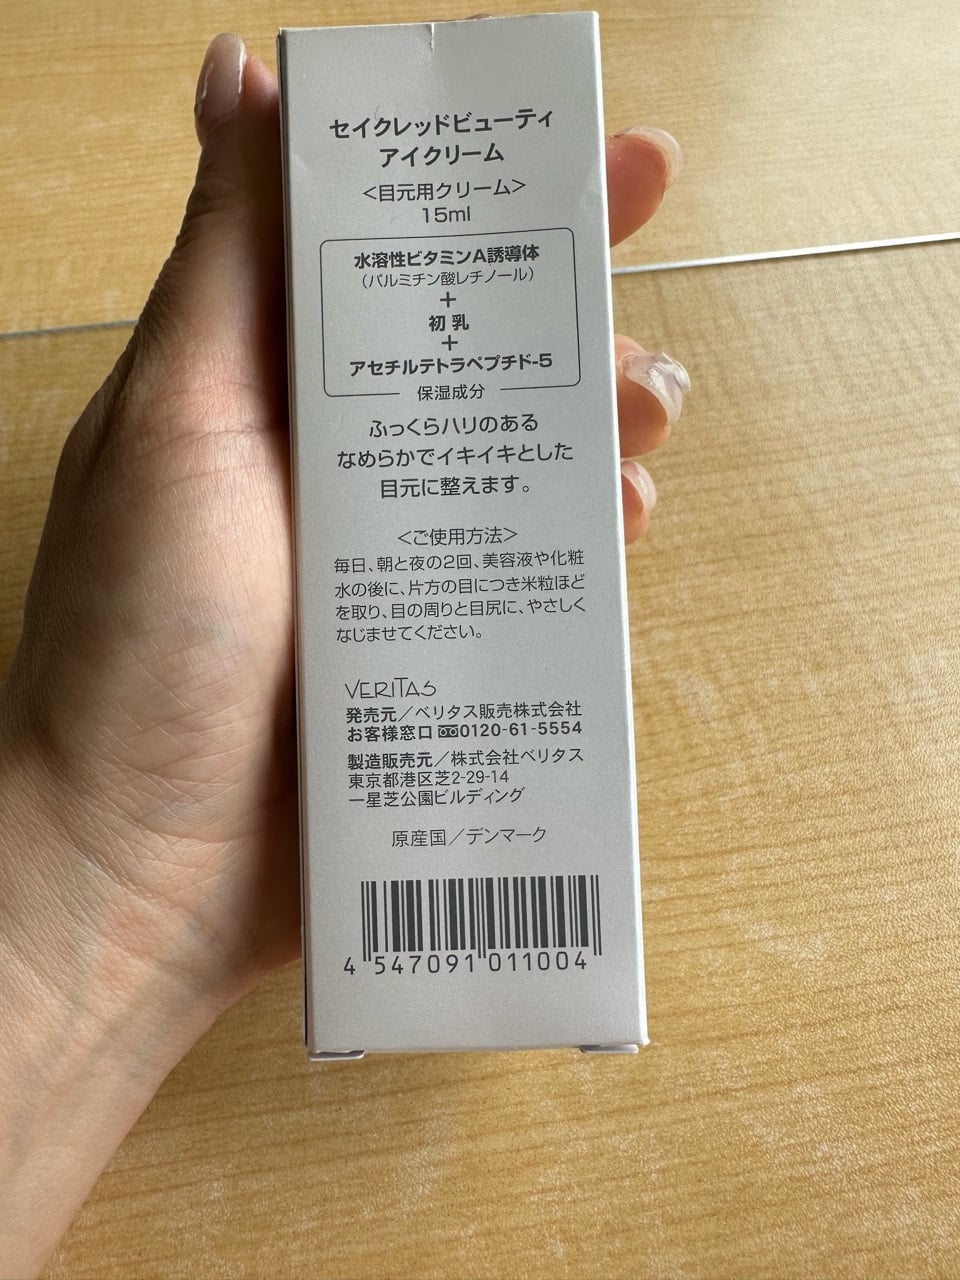 セイクレッドビューティ
アイクリーム
＜目元用クリーム＞
15ml
水溶性ビタミンA誘導体
（パルミチン酸レチノール）
+
初乳
+
アセチルテトラペプチド-5
保湿成分
ふっくらハリのある
なめらかでイキイキとした
目元に整えます。
＜ご使用方法＞
毎日、朝と夜の2回、美容液や化粧
水の後に、片方の目につき米粒ほど
を取り、目の周りと目尻に、やさしく
なじませてください。
VERITAS
発売元／ベリタス販売株式会社
お客様窓口 0120-61-5554
製造販売元／株式会社ベリタス
東京都港区芝2-29-14
一星芝公園ビルディング
原産国／デンマーク
4 547091 011004